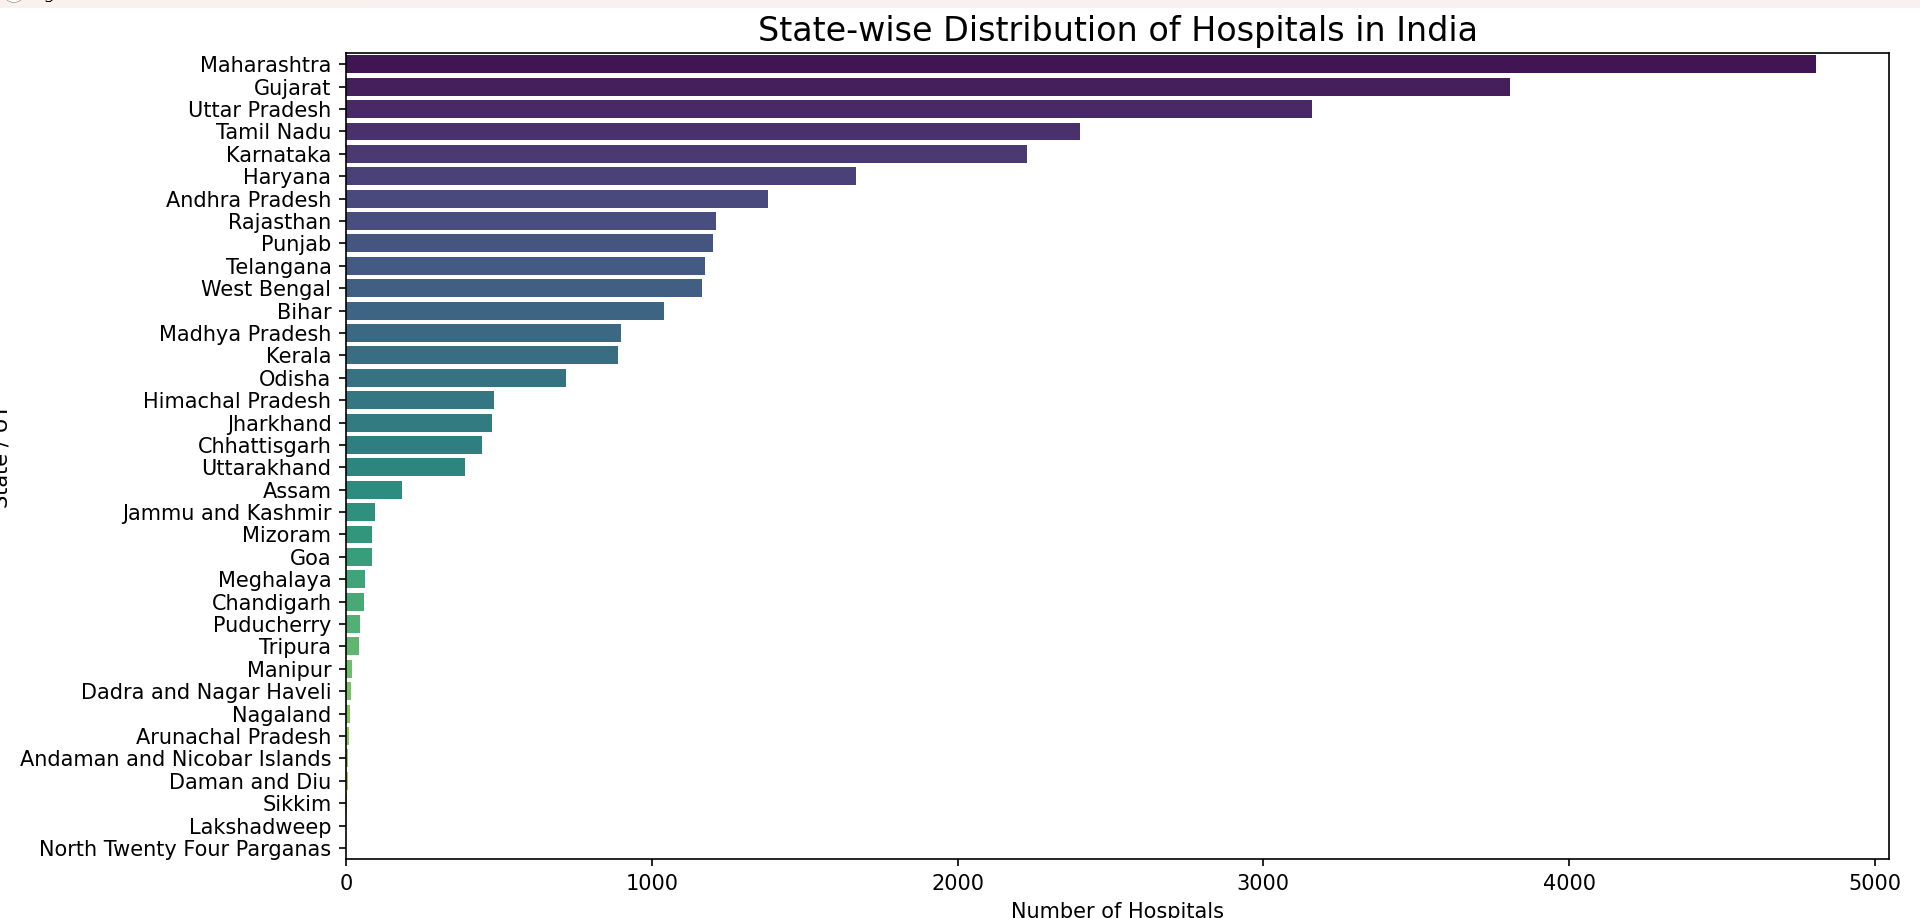 State-wise Distribution of Hospitals in India
Maharashtra
Gujarat
Uttar Pradesh
Tamil Nadu
Karnataka
Haryana
Andhra Pradesh
Rajasthan
Punjab
Telangana
West Bengal
Bihar
Madhya Pradesh
Kerala
Odisha
Himachal Pradesh
Jharkhand
Chhattisgarh
Uttarakhand
Assam
Jammu and Kashmir
Mizoram
Goa
Meghalaya
Chandigarh
Puducherry
Tripura
Manipur
Dadra and Nagar Haveli
Nagaland
Arunachal Pradesh
Andaman and Nicobar Islands
Daman and Diu
Sikkim
Lakshadweep
North Twenty Four Parganas
State / UT
0 1000 2000 3000 4000 5000
Number of Hospitals